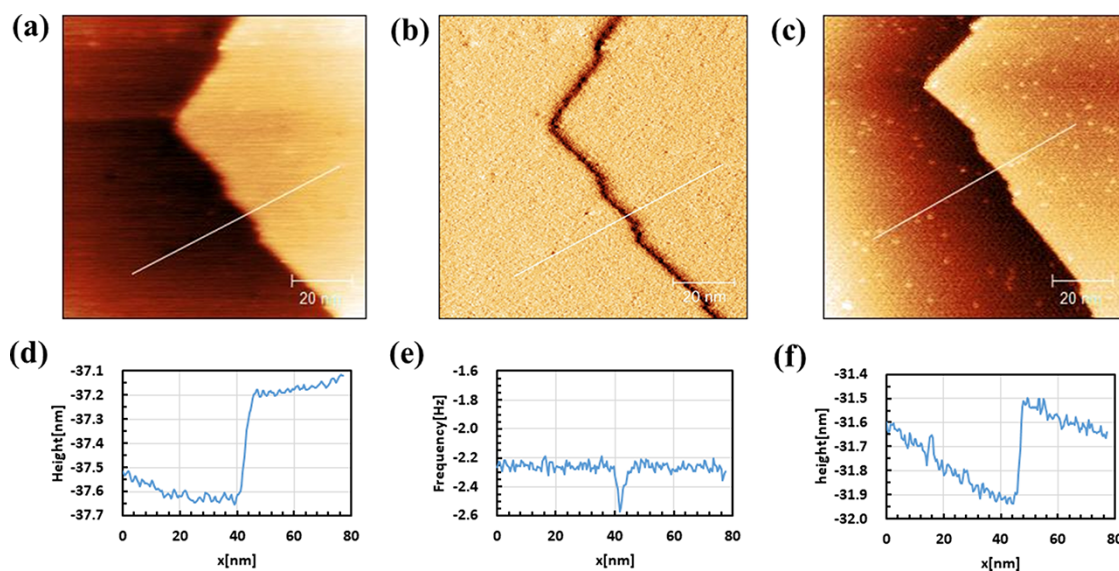 (a)
(b)
(c)
20 nm
20 nm
20 nm
(d)
(e)
(f)
Height[nm]
-37.1
-37.2
-37.3
-37.4
-37.5
-37.6
-37.7
0 20 40 60 80
x[nm]
Frequency[Hz]
-1.6
-1.8
-2.0
-2.2
-2.4
-2.6
0 20 40 60 80
x[nm]
height[nm]
-31.4
-31.5
-31.6
-31.7
-31.8
-31.9
-32.0
0 20 40 60 80
x[nm]